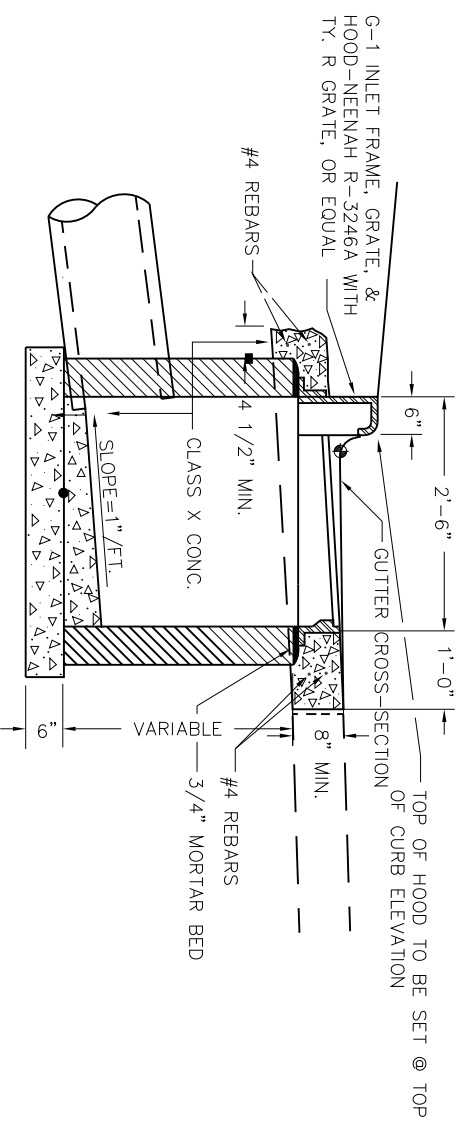 G-1 INLET FRAME, GRATE, &
HOOD-NEENAH R-3246A WITH
TY. R GRATE, OR EQUAL
TOP OF HOOD TO BE SET @ TOP
OF CURB ELEVATION
2'-6"
1'-0"
6"
GUTTER CROSS-SECTION
#4 REBARS
8" MIN.
4 1/2" MIN.
CLASS X CONC.
SLOPE=1"/FT.
VARIABLE
#4 REBARS
3/4" MORTAR BED
6"